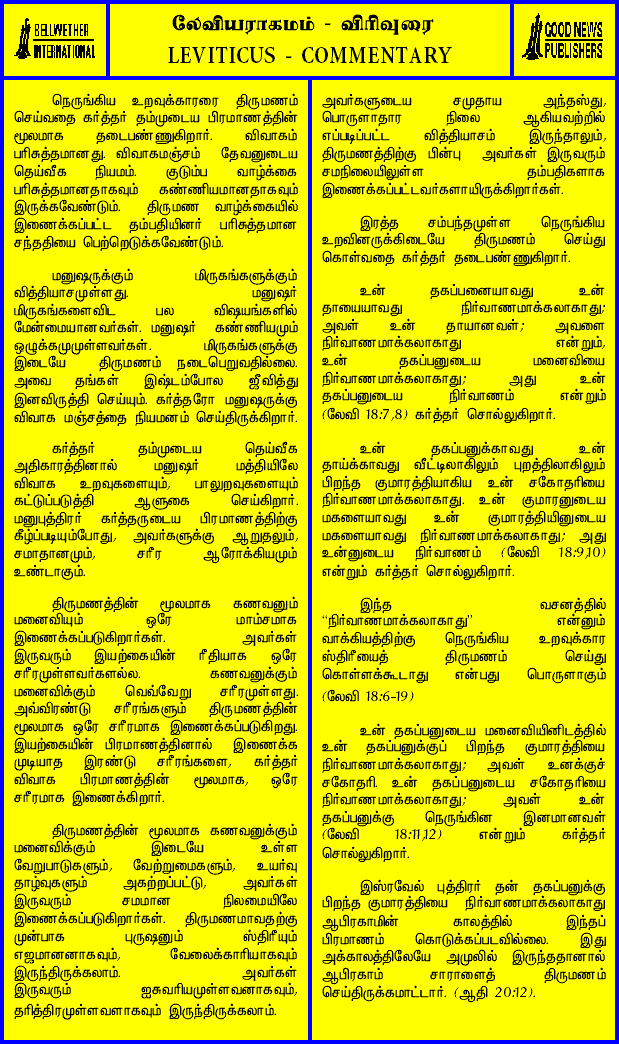 BELLWETHER
INTERNATIONAL
லேவியராகமம் - விரிவுரை
LEVITICUS - COMMENTARY
GOOD NEWS
PUBLISHERS
நெருங்கிய உறவுக்காரரை திருமணம்
செய்வதை கர்த்தர் தம்முடைய பிரமாணத்தின்
மூலமாக தடைபண்ணுகிறார். விவாகம்
பரிசுத்தமானது. விவாகமஞ்சம் தேவனுடைய
தெய்வீக நியமம். குடும்ப வாழ்க்கை
பரிசுத்தமானதாகவும் கண்ணியமானதாகவும்
இருக்கவேண்டும். திருமண வாழ்க்கையில்
இணைக்கப்பட்ட தம்பதியினர் பரிசுத்தமான
சந்ததியை பெற்றெடுக்கவேண்டும்.
மனுஷருக்கும் மிருகங்களுக்கும்
வித்தியாசமுள்ளது. மனுஷர்
மிருகங்களைவிட பல விஷயங்களில்
மேன்மையானவர்கள். மனுஷர் கண்ணியமும்
ஒழுக்கமுமுள்ளவர்கள். மிருகங்களுக்கு
இடையே திருமணம் நடைபெறுவதில்லை.
அவை தங்கள் இஷ்டம்போல ஜீவித்து
இனவிருத்தி செய்யும். கர்த்தரோ மனுஷருக்கு
விவாக மஞ்சத்தை நியமனம் செய்திருக்கிறார்.
கர்த்தர் தம்முடைய தெய்வீக
அதிகாரத்தினால் மனுஷர் மத்தியிலே
விவாக உறவுகளையும், பாலுறவுகளையும்
கட்டுப்படுத்தி ஆளுகை செய்கிறார்.
மனுபுத்திரர் கர்த்தருடைய பிரமாணத்திற்கு
கீழ்ப்படியும்போது, அவர்களுக்கு ஆறுதலும்,
சமாதானமும், சரீர ஆரோக்கியமும்
உண்டாகும்.
திருமணத்தின் மூலமாக கணவனும்
மனைவியும் ஒரே மாம்சமாக
இணைக்கப்படுகிறார்கள். அவர்கள்
இருவரும் இயற்கையின் ரீதியாக ஒரே
சரீரமுள்ளவர்களல்ல. கணவனுக்கும்
மனைவிக்கும் வெவ்வேறு சரீரமுள்ளது.
அவ்விரண்டு சரீரங்களும் திருமணத்தின்
மூலமாக ஒரே சரீரமாக இணைக்கப்படுகிறது.
இயற்கையின் பிரமாணத்தினால் இணைக்க
முடியாத இரண்டு சரீரங்களை, கர்த்தர்
விவாக பிரமாணத்தின் மூலமாக, ஒரே
சரீரமாக இணைக்கிறார்.
திருமணத்தின் மூலமாக கணவனுக்கும்
மனைவிக்கும் இடையே உள்ள
வேறுபாடுகளும், வேற்றுமைகளும், உயர்வு
தாழ்வுகளும் அகற்றப்பட்டு, அவர்கள்
இருவரும் சமமான நிலமையிலே
இணைக்கப்படுகிறார்கள். திருமணமாவதற்கு
முன்பாக புருஷனும் ஸ்திரீயும்
எஜமானனாகவும், வேலைக்காரியாகவும்
இருந்திருக்கலாம். அவர்கள்
இருவரும் ஐசுவரியமுள்ளவனாகவும்,
தரித்திரமுள்ளவளாகவும் இருந்திருக்கலாம்.
அவர்களுடைய சமுதாய அந்தஸ்து,
பொருளாதார நிலை ஆகியவற்றில்
எப்படிப்பட்ட வித்தியாசம் இருந்தாலும்,
திருமணத்திற்கு பின்பு அவர்கள் இருவரும்
சமநிலையிலுள்ள தம்பதிகளாக
இணைக்கப்பட்டவர்களாயிருக்கிறார்கள்.
இரத்த சம்பந்தமுள்ள நெருங்கிய
உறவினருக்கிடையே திருமணம் செய்து
கொள்வதை கர்த்தர் தடைபண்ணுகிறார்.
உன் தகப்பனையாவது உன்
தாயையாவது நிர்வாணமாக்கலாகாது;
அவள் உன் தாயானவள்; அவளை
நிர்வாணமாக்கலாகாது என்றும்,
உன் தகப்பனுடைய மனைவியை
நிர்வாணமாக்கலாகாது; அது உன்
தகப்பனுடைய நிர்வாணம் என்றும்
(லேவி 18:7,8) கர்த்தர் சொல்லுகிறார்.
உன் தகப்பனுக்காவது உன்
தாய்க்காவது வீட்டிலாகிலும் புறத்திலாகிலும்
பிறந்த குமாரத்தியாகிய உன் சகோதரியை
நிர்வாணமாக்கலாகாது. உன் குமாரனுடைய
மகளையாவது உன் குமாரத்தியினுடைய
மகளையாவது நிர்வாணமாக்கலாகாது; அது
உன்னுடைய நிர்வாணம் (லேவி 18:9,10)
என்றும் கர்த்தர் சொல்லுகிறார்.
இந்த வசனத்தில்
“நிர்வாணமாக்கலாகாது” என்னும்
வாக்கியத்திற்கு நெருங்கிய உறவுக்கார
ஸ்திரீயைத் திருமணம் செய்து
கொள்ளக்கூடாது என்பது பொருளாகும்
(லேவி 18:6-19)
உன் தகப்பனுடைய மனைவியினிடத்தில்
உன் தகப்பனுக்குப் பிறந்த குமாரத்தியை
நிர்வாணமாக்கலாகாது; அவள் உனக்குச்
சகோதரி. உன் தகப்பனுடைய சகோதரியை
நிர்வாணமாக்கலாகாது; அவள் உன்
தகப்பனுக்கு நெருங்கின இனமானவள்
(லேவி 18:11,12) என்றும் கர்த்தர்
சொல்லுகிறார்.
இஸ்ரவேல் புத்திரர் தன் தகப்பனுக்கு
பிறந்த குமாரத்தியை நிர்வாணமாக்கலாகாது
ஆபிரகாமின் காலத்தில் இந்தப்
பிரமாணம் கொடுக்கப்படவில்லை. இது
அக்காலத்திலேயே அமுலில் இருந்ததானால்
ஆபிரகாம் சாராளைத் திருமணம்
செய்திருக்கமாட்டார். (ஆதி 20:12).